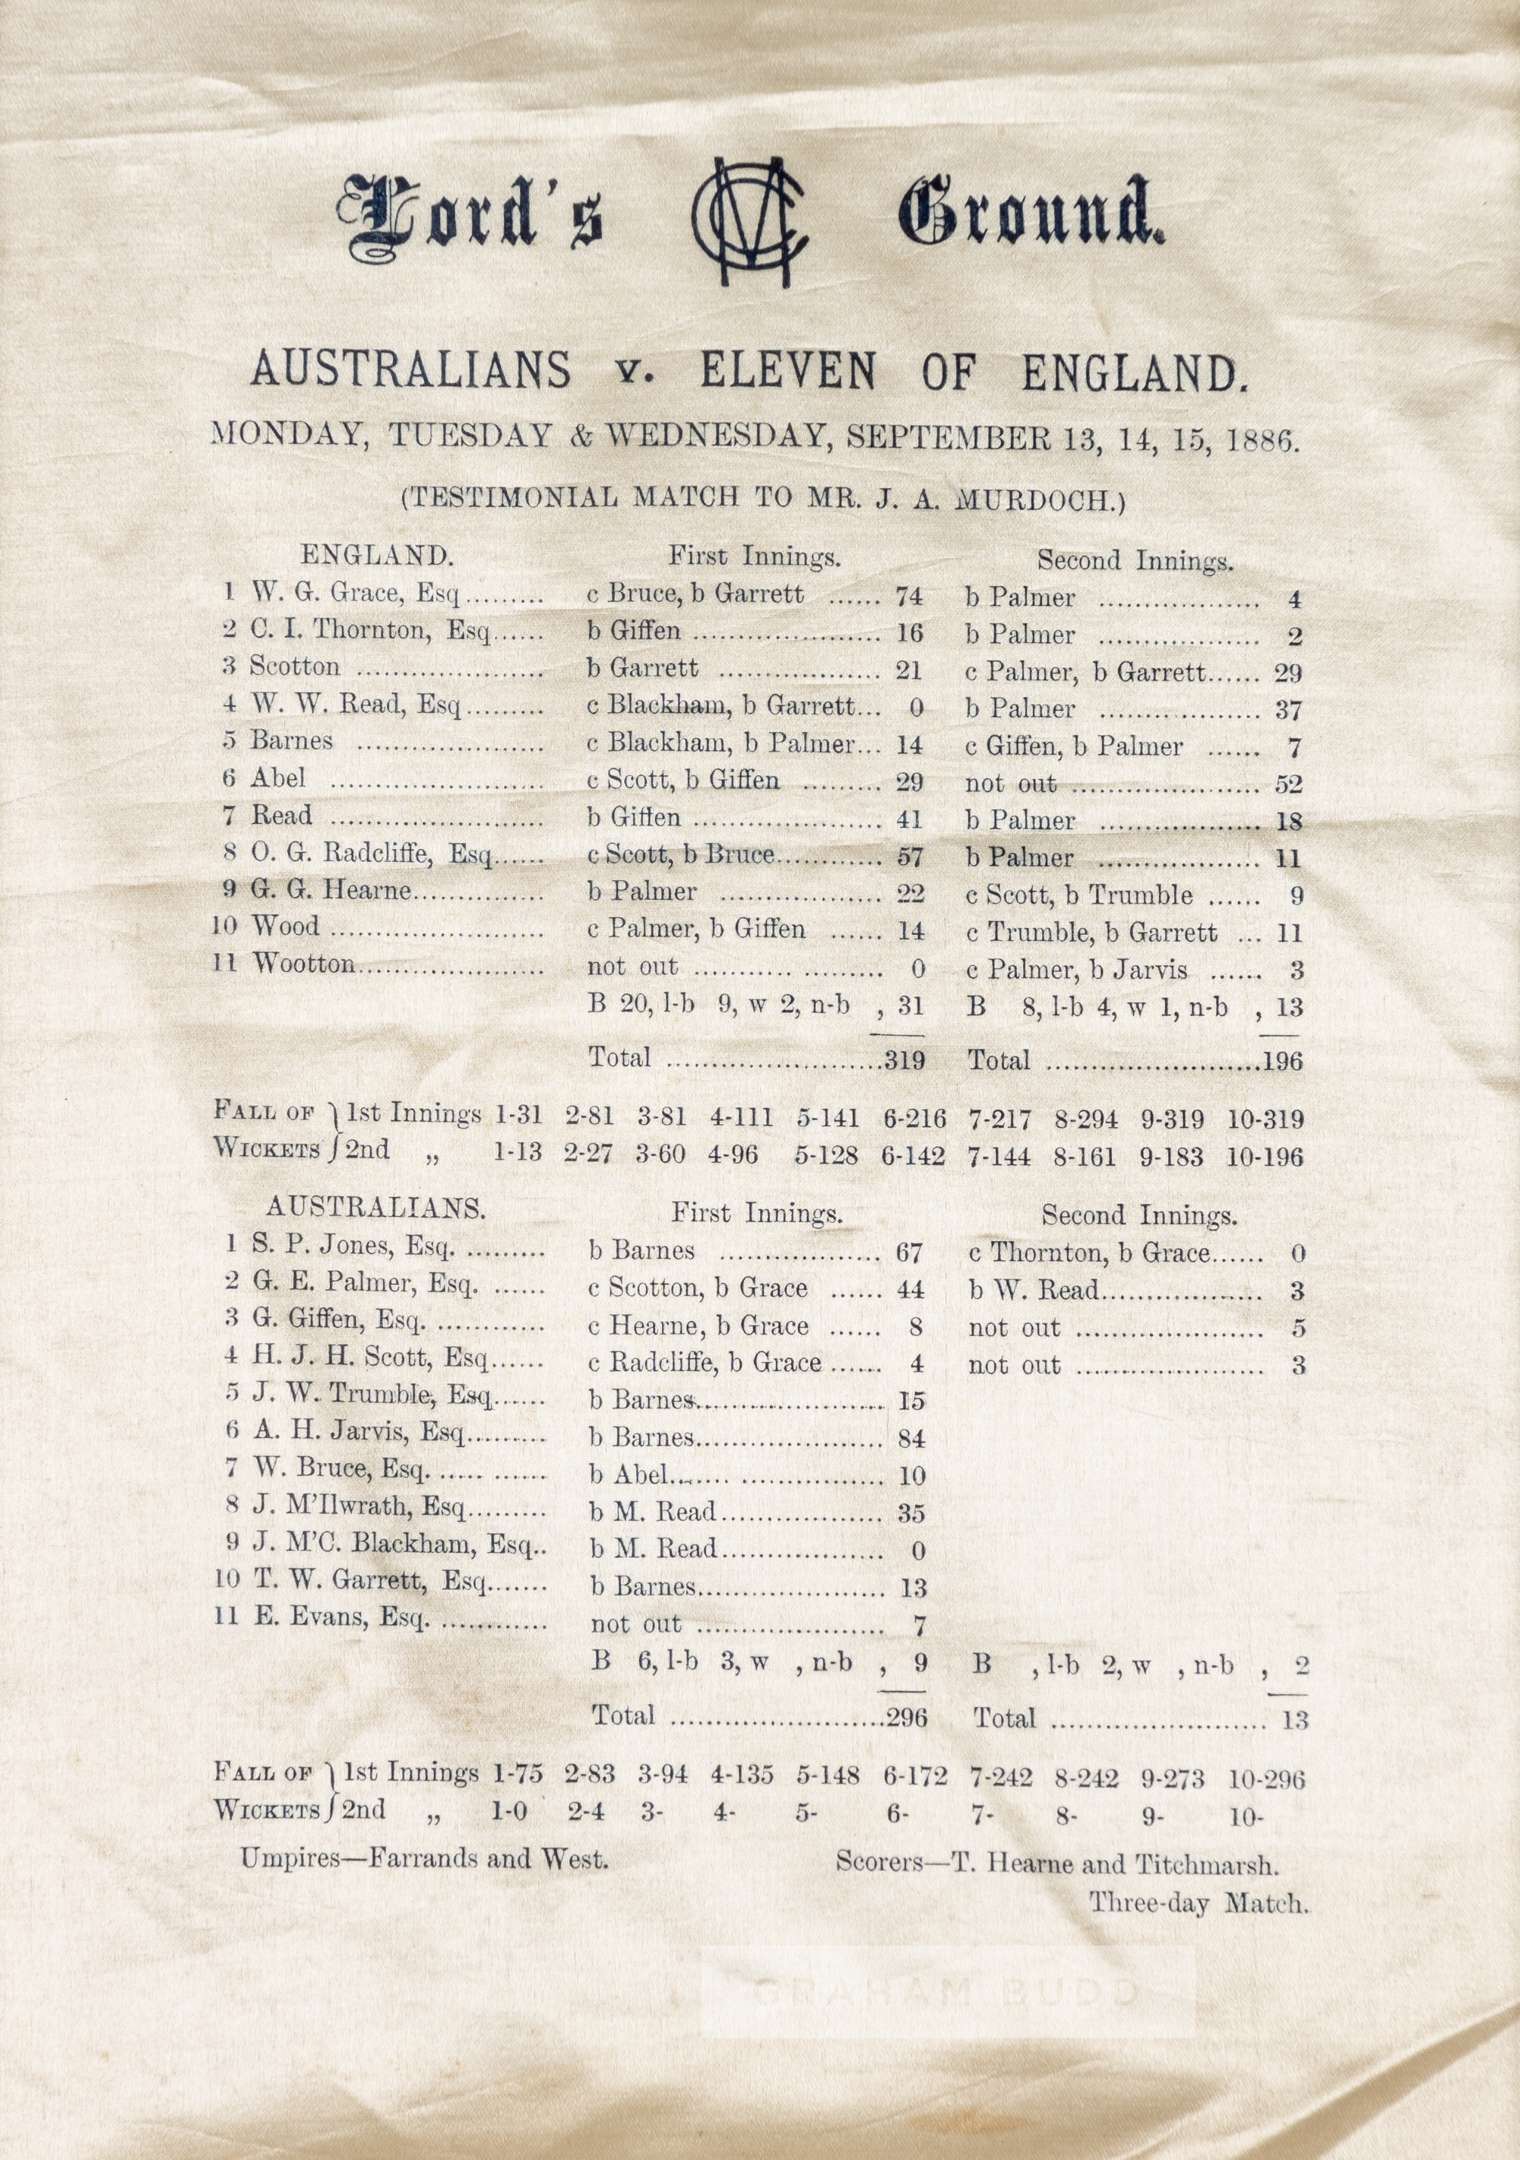 Lord's MCC Ground.
AUSTRALIANS v. ELEVEN OF ENGLAND.
MONDAY, TUESDAY & WEDNESDAY, SEPTEMBER 13, 14, 15, 1886.
(TESTIMONIAL MATCH TO MR. J. A. MURDOCH.)
ENGLAND. First Innings. Second Innings.
1 W. G. Grace, Esq......... c Bruce, b Garrett ...... 74 b Palmer .................. 4
2 C. I. Thornton, Esq...... b Giffen ..................... 16 b Palmer .................. 2
3 Scotton ..................... b Garrett .................. 21 c Palmer, b Garrett...... 29
4 W. W. Read, Esq......... c Blackham, b Garrett... 0 b Palmer .................. 37
5 Barnes ..................... c Blackham, b Palmer... 14 c Giffen, b Palmer ...... 7
6 Abel ........................ c Scott, b Giffen ......... 29 not out ..................... 52
7 Read ........................ b Giffen ..................... 41 b Palmer .................. 18
8 O. G. Radcliffe, Esq...... c Scott, b Bruce............ 57 b Palmer .................. 11
9 G. G. Hearne............... b Palmer .................. 22 c Scott, b Trumble ...... 9
10 Wood ........................ c Palmer, b Giffen ...... 14 c Trumble, b Garrett ... 11
11 Wootton..................... not out ........... ......... 0 c Palmer, b Jarvis ...... 3
B 20, l-b 9, w 2, n-b , 31 B 8, l-b 4, w 1, n-b , 13
Total ........................319 Total ........................196
FALL OF } 1st Innings 1-31 2-81 3-81 4-111 5-141 6-216 7-217 8-294 9-319 10-319
WICKETS } 2nd „ 1-13 2-27 3-60 4-96 5-128 6-142 7-144 8-161 9-183 10-196
AUSTRALIANS. First Innings. Second Innings.
1 S. P. Jones, Esq. ......... b Barnes .................. 67 c Thornton, b Grace...... 0
2 G. E. Palmer, Esq. ...... c Scotton, b Grace ...... 44 b W. Read.................. 3
3 G. Giffen, Esq. ............ c Hearne, b Grace ...... 8 not out ..................... 5
4 H. J. H. Scott, Esq...... c Radcliffe, b Grace ...... 4 not out ..................... 3
5 J. W. Trumble, Esq...... b Barnes..................... 15
6 A. H. Jarvis, Esq......... b Barnes..................... 84
7 W. Bruce, Esq. ..... ...... b Abel....... ................ 10
8 J. M'Ilwrath, Esq......... b M. Read.................. 35
9 J. M'C. Blackham, Esq.. b M. Read.................. 0
10 T. W. Garrett, Esq....... b Barnes..................... 13
11 E. Evans, Esq. ............ not out ..................... 7
B 6, l-b 3, w , n-b , 9 B , l-b 2, w , n-b , 2
Total ........................296 Total ........................ 13
FALL OF } 1st Innings 1-75 2-83 3-94 4-135 5-148 6-172 7-242 8-242 9-273 10-296
WICKETS } 2nd „ 1-0 2-4 3- 4- 5- 6- 7- 8- 9- 10-
Umpires—Farrands and West. Scorers—T. Hearne and Titchmarsh.
Three-day Match.
GRAHAM BUDD